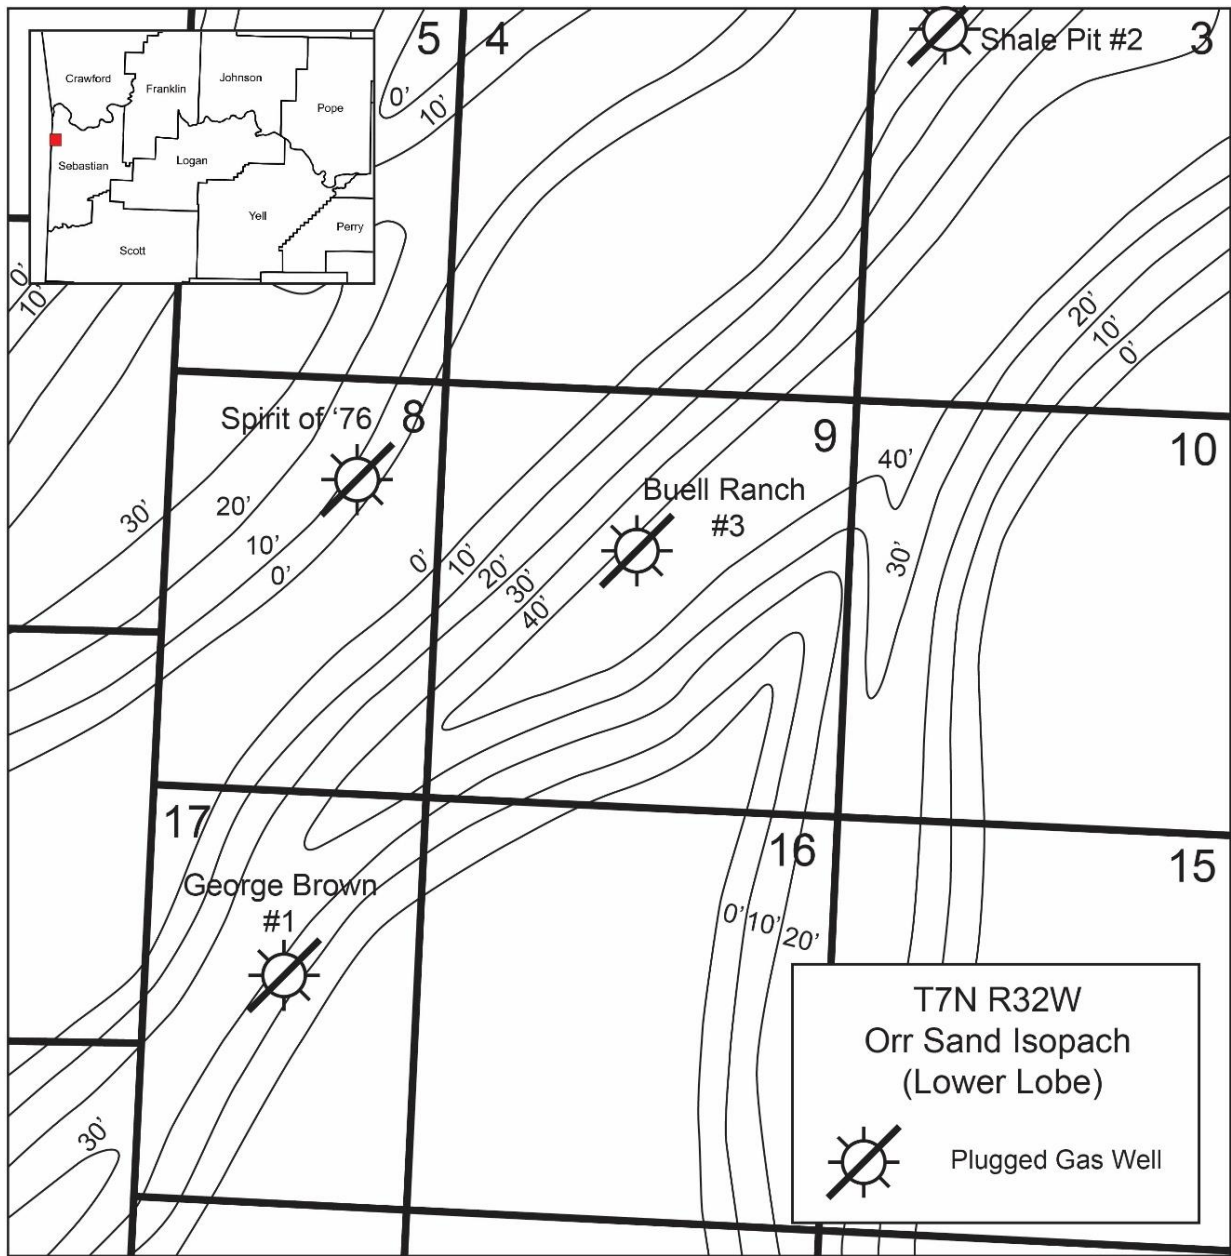 5
4
Shale Pit #2
3
Crawford
Franklin
Johnson
Pope
Sebastian
Logan
Yell
Perry
Scott
0'
10'
0'
10'
20'
10'
0'
Spirit of ‘76
8
9
10
40'
Buell Ranch
#3
30'
20'
10'
0'
0'
10'
20'
30'
40'
30'
17
16
15
George Brown
#1
0'
10'
20'
30'
T7N R32W
Orr Sand Isopach
(Lower Lobe)
Plugged Gas Well